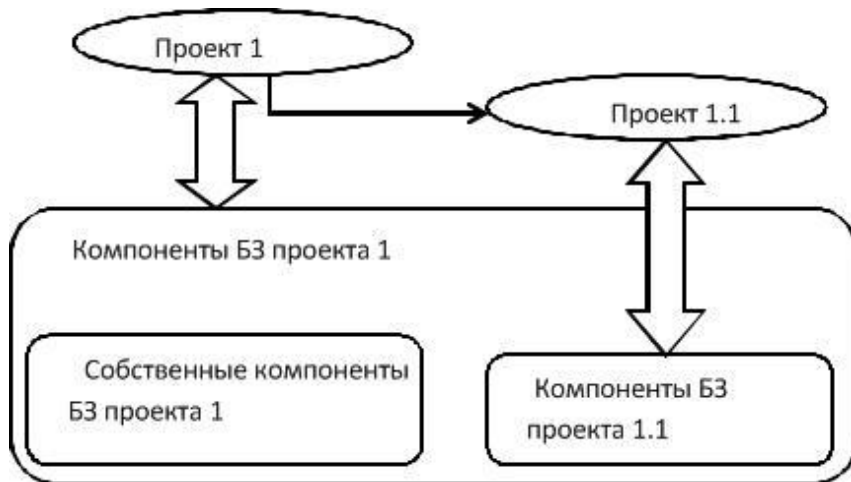 Проект 1
Проект 1.1
Компоненты БЗ проекта 1
Собственные компоненты
БЗ проекта 1
Компоненты БЗ
проекта 1.1